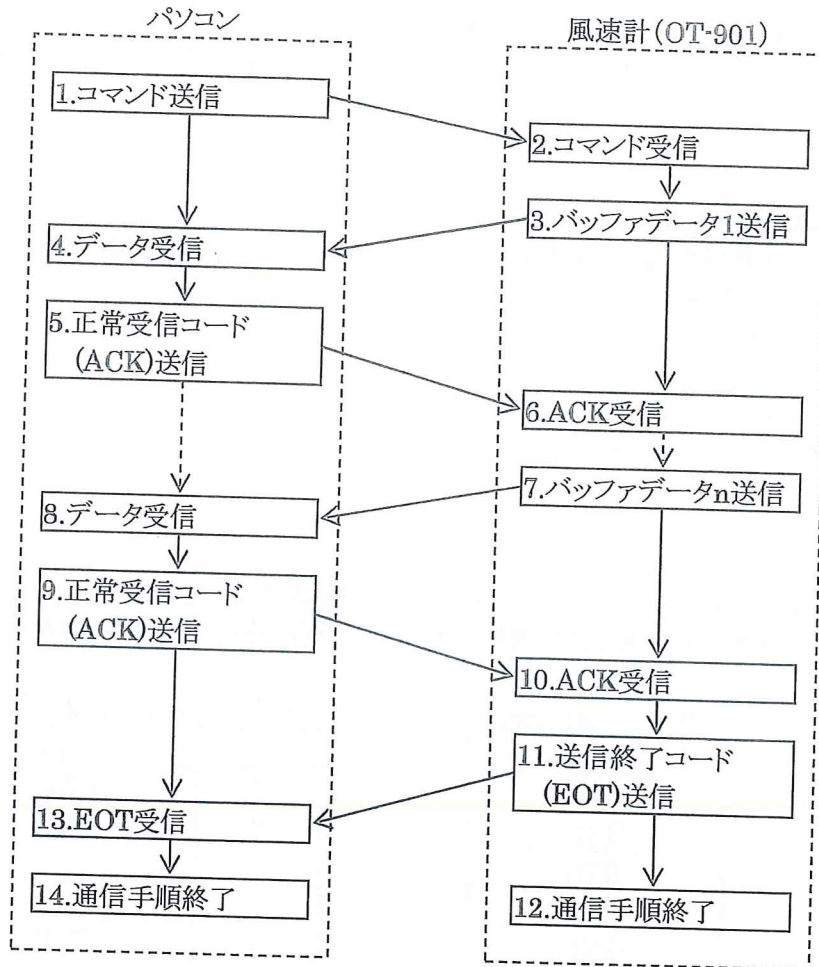 パソコン
風速計(OT-901)
1.コマンド送信
2.コマンド受信
3.バッファデータ1送信
4.データ受信
5.正常受信コード
(ACK)送信
6.ACK受信
7.バッファデータn送信
8.データ受信
9.正常受信コード
(ACK)送信
10.ACK受信
11.送信終了コード
(EOT)送信
13.EOT受信
14.通信手順終了
12.通信手順終了